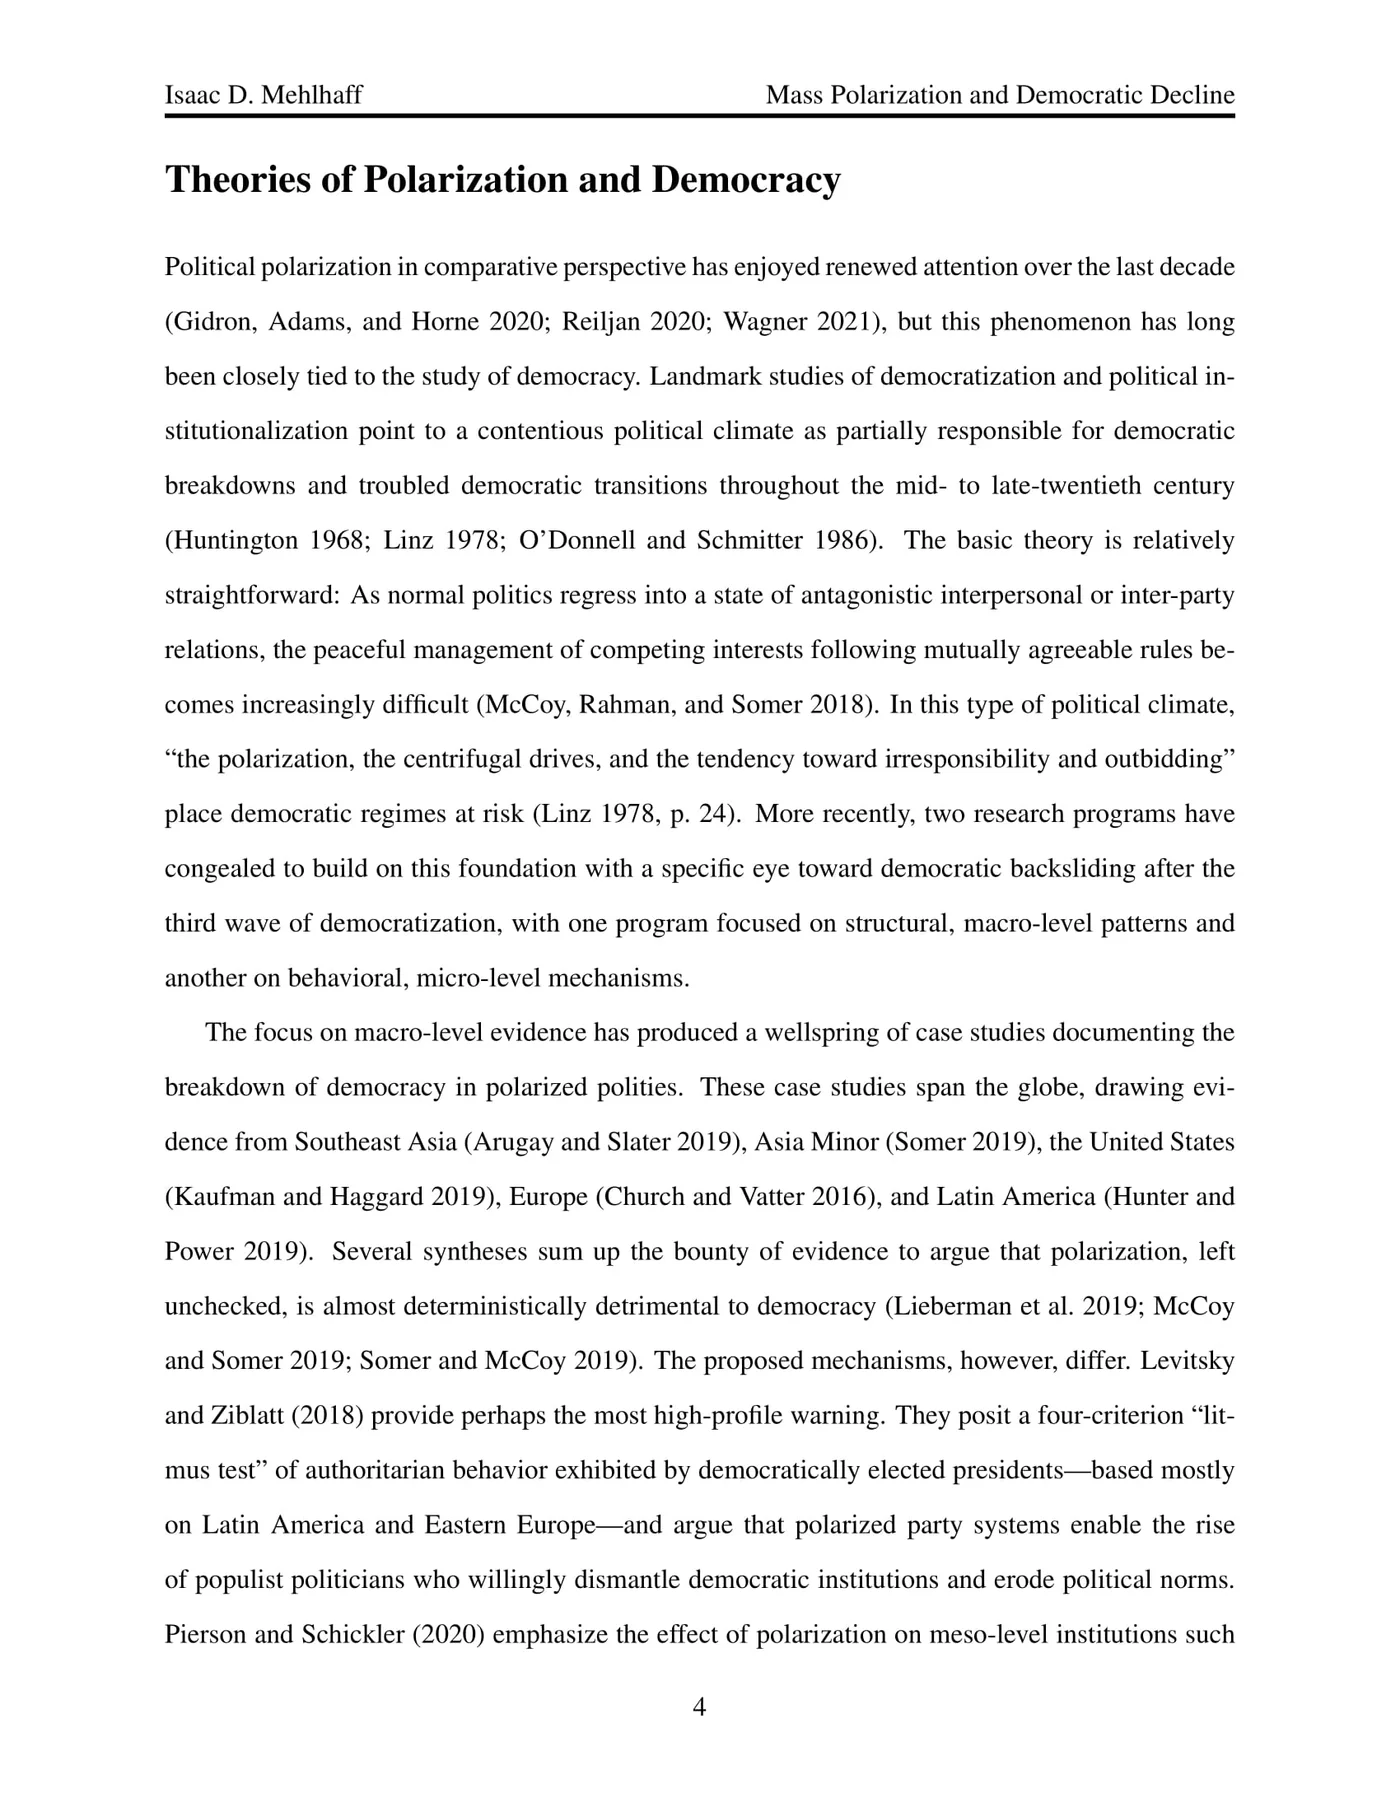 Isaac D. Mehlhaff Mass Polarization and Democratic Decline
Theories of Polarization and Democracy
Political polarization in comparative perspective has enjoyed renewed attention over the last decade
(Gidron, Adams, and Horne 2020; Reiljan 2020; Wagner 2021), but this phenomenon has long
been closely tied to the study of democracy. Landmark studies of democratization and political in-
stitutionalization point to a contentious political climate as partially responsible for democratic
breakdowns and troubled democratic transitions throughout the mid- to late-twentieth century
(Huntington 1968; Linz 1978; O’Donnell and Schmitter 1986). The basic theory is relatively
straightforward: As normal politics regress into a state of antagonistic interpersonal or inter-party
relations, the peaceful management of competing interests following mutually agreeable rules be-
comes increasingly difficult (McCoy, Rahman, and Somer 2018). In this type of political climate,
“the polarization, the centrifugal drives, and the tendency toward irresponsibility and outbidding”
place democratic regimes at risk (Linz 1978, p. 24). More recently, two research programs have
congealed to build on this foundation with a specific eye toward democratic backsliding after the
third wave of democratization, with one program focused on structural, macro-level patterns and
another on behavioral, micro-level mechanisms.
The focus on macro-level evidence has produced a wellspring of case studies documenting the
breakdown of democracy in polarized polities. These case studies span the globe, drawing evi-
dence from Southeast Asia (Arugay and Slater 2019), Asia Minor (Somer 2019), the United States
(Kaufman and Haggard 2019), Europe (Church and Vatter 2016), and Latin America (Hunter and
Power 2019). Several syntheses sum up the bounty of evidence to argue that polarization, left
unchecked, is almost deterministically detrimental to democracy (Lieberman et al. 2019; McCoy
and Somer 2019; Somer and McCoy 2019). The proposed mechanisms, however, differ. Levitsky
and Ziblatt (2018) provide perhaps the most high-profile warning. They posit a four-criterion “lit-
mus test” of authoritarian behavior exhibited by democratically elected presidents—based mostly
on Latin America and Eastern Europe—and argue that polarized party systems enable the rise
of populist politicians who willingly dismantle democratic institutions and erode political norms.
Pierson and Schickler (2020) emphasize the effect of polarization on meso-level institutions such
4